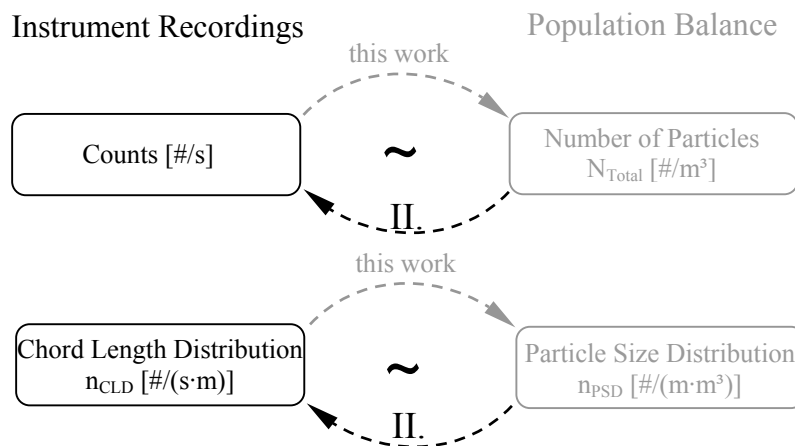 Instrument Recordings
Population Balance
this work
Counts [#/s]
~
Number of Particles
N_Total [#/m³]
II.
this work
Chord Length Distribution
n_CLD [#/(s·m)]
~
Particle Size Distribution
n_PSD [#/(m·m³)]
II.